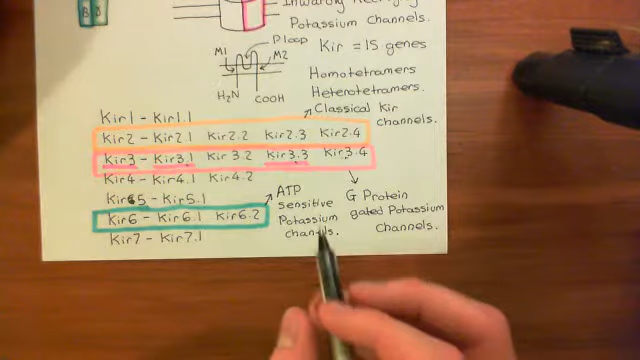 B
Inwardly Rectifying
Potassium Channels.
P loop
M1
M2
Kir = 15 genes
H₂N
COOH
Homotetramers
Heterotetramers.
Classical Kir
channels.
Kir1 - Kir1.1
Kir2 - Kir2.1 Kir2.2 Kir2.3 Kir2.4
Kir3 - Kir3.1 Kir3.2 Kir3.3 Kir3.4
Kir4 - Kir4.1 Kir4.2
Kir5 - Kir5.1
Kir6 - Kir6.1 Kir6.2
Kir7 - Kir7.1
ATP
sensitive
Potassium
channels.
G Protein
gated Potassium
Channels.